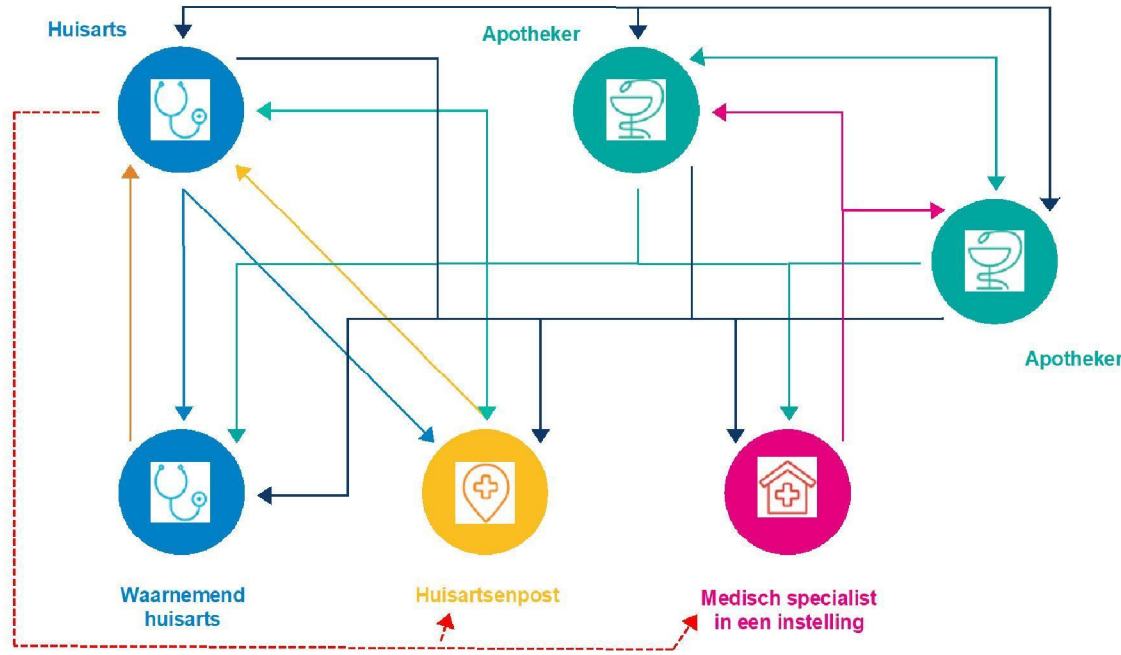 Huisarts
Apotheker
Apotheker
Waarnemend
huisarts
Huisartsenpost
Medisch specialist
in een instelling